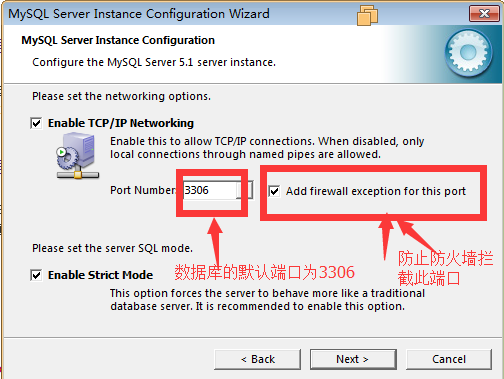 MySQL Server Instance Configuration Wizard
MySQL Server Instance Configuration
Configure the MySQL Server 5.1 server instance.
Please set the networking options.
Enable TCP/IP Networking
Enable this to allow TCP/IP connections. When disabled, only
local connections through named pipes are allowed.
Port Number: 3306 Add firewall exception for this port
防止防火墙拦
截此端口
Please set the server SQL mode.
数据库的默认端口为3306
Enable Strict Mode
This option forces the server to behave more like a traditional
database server. It is recommended to enable this option.
< Back Next > Cancel